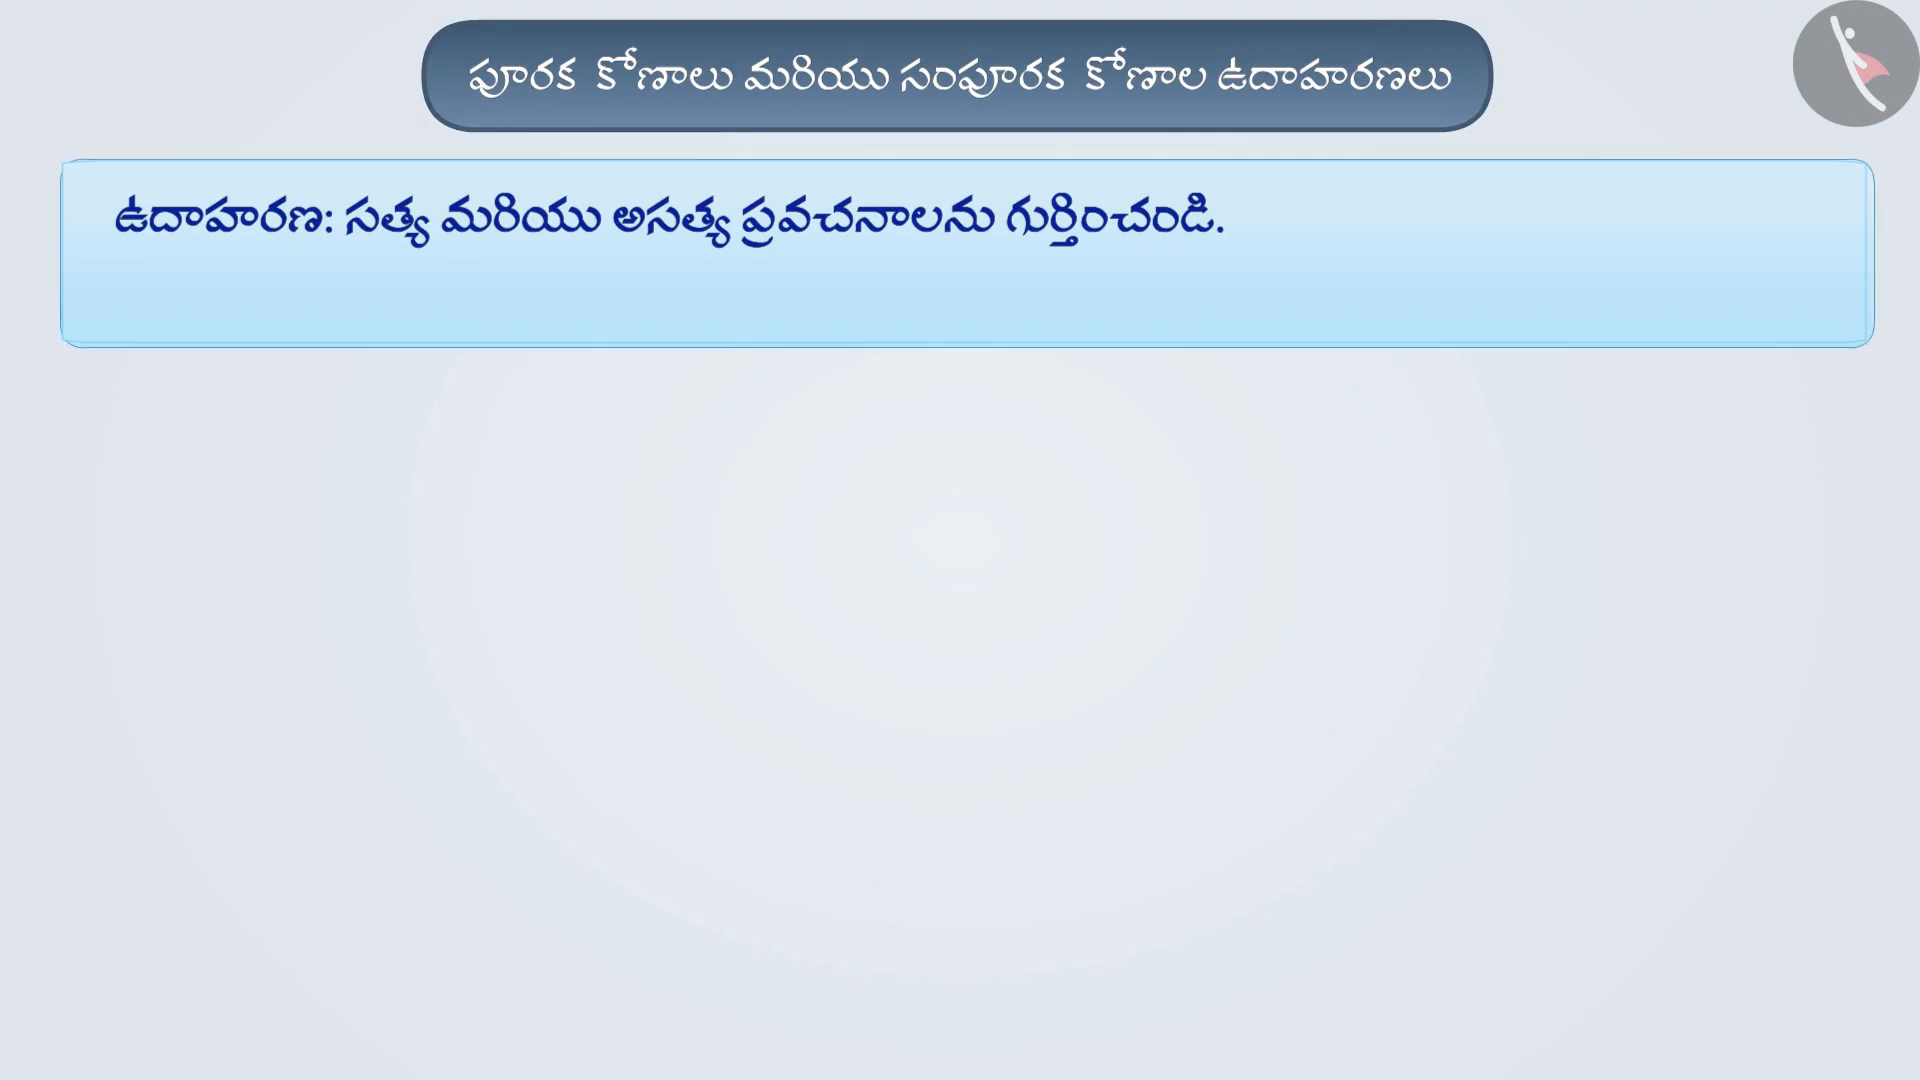 పూరక కోణాలు మరియు సంపూరక కోణాల ఉదాహరణలు
ఉదాహరణ: సత్య మరియు అసత్య ప్రవచనాలను గుర్తించండి.